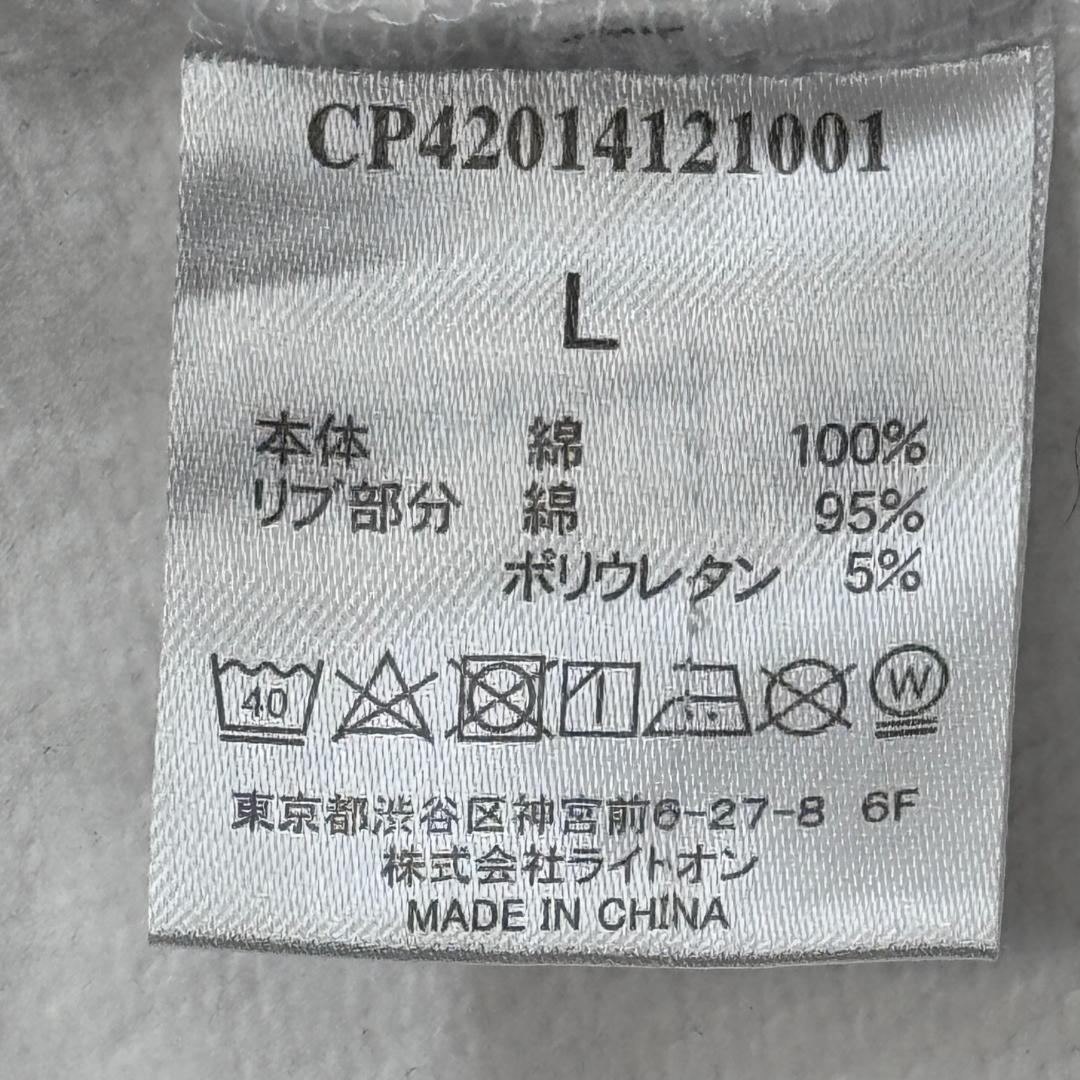 CP42014121001
L
本体 綿 100%
リブ部分 綿 95%
ポリウレタン 5%
40 W
東京都渋谷区神宮前6-27-8 6F
株式会社ライトオン
MADE IN CHINA